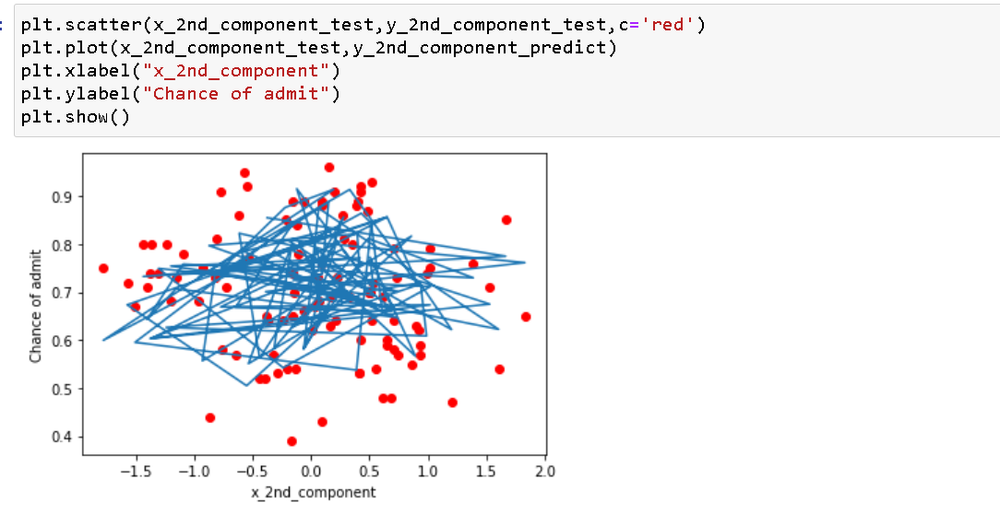 : plt.scatter(x_2nd_component_test,y_2nd_component_test,c='red')
plt.plot(x_2nd_component_test,y_2nd_component_predict)
plt.xlabel("x_2nd_component")
plt.ylabel("Chance of admit")
plt.show()
0.9
0.8
0.7
0.6
0.5
0.4
Chance of admit
−1.5 −1.0 −0.5 0.0 0.5 1.0 1.5 2.0
x_2nd_component